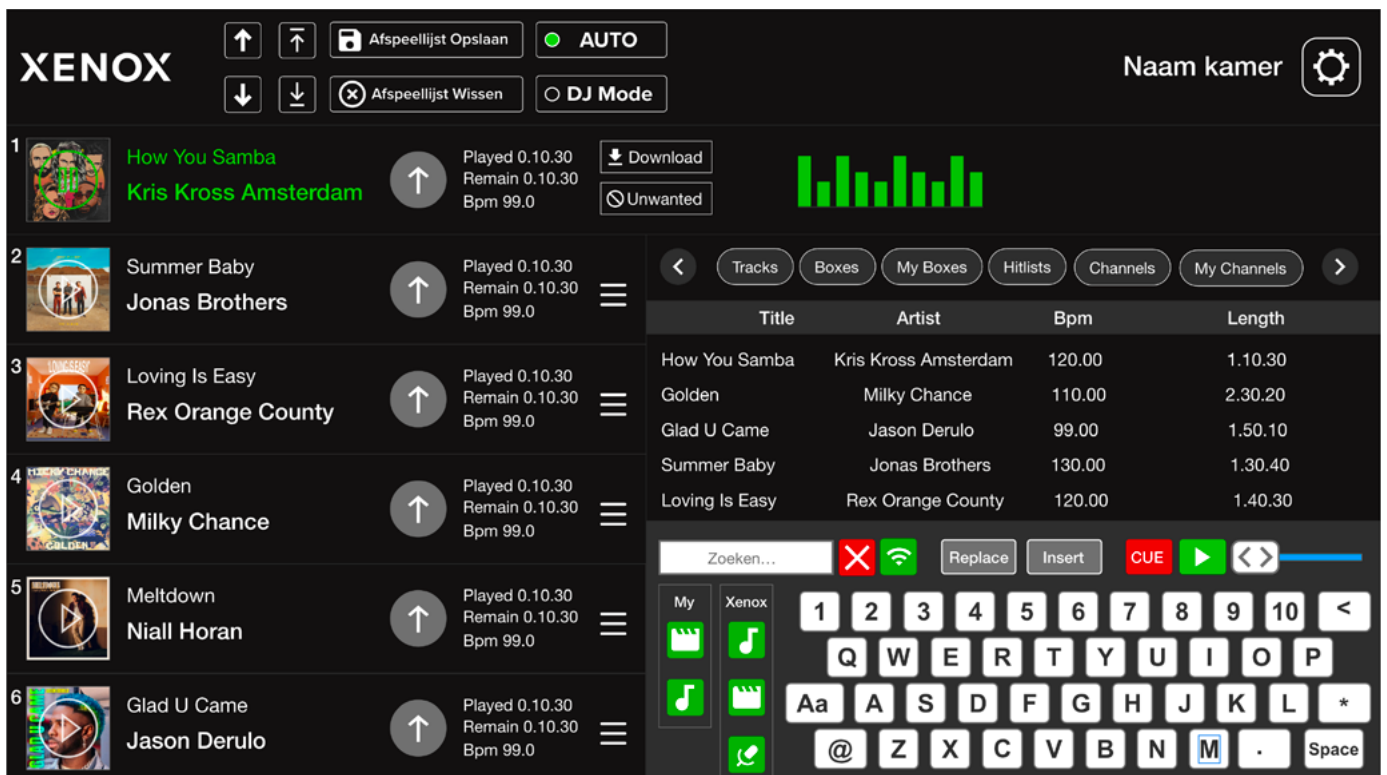 XENOX
Afspeellijst Opslaan
AUTO
Afspeellijst Wissen
DJ Mode
Naam kamer
1
How You Samba
Kris Kross Amsterdam
Played 0.10.30
Remain 0.10.30
Bpm 99.0
Download
Unwanted
2
Summer Baby
Jonas Brothers
Played 0.10.30
Remain 0.10.30
Bpm 99.0
3
LOVING IS EASY
Loving Is Easy
Rex Orange County
Played 0.10.30
Remain 0.10.30
Bpm 99.0
4
MILKY CHANCE
GOLDEN
Golden
Milky Chance
Played 0.10.30
Remain 0.10.30
Bpm 99.0
5
Meltdown
Niall Horan
Played 0.10.30
Remain 0.10.30
Bpm 99.0
6
GLAD U CAME
Glad U Came
Jason Derulo
Played 0.10.30
Remain 0.10.30
Bpm 99.0
Tracks Boxes My Boxes Hitlists Channels My Channels
Title Artist Bpm Length
How You Samba Kris Kross Amsterdam 120.00 1.10.30
Golden Milky Chance 110.00 2.30.20
Glad U Came Jason Derulo 99.00 1.50.10
Summer Baby Jonas Brothers 130.00 1.30.40
Loving Is Easy Rex Orange County 120.00 1.40.30
Zoeken... Replace Insert CUE
My Xenox
1 2 3 4 5 6 7 8 9 10 <
Q W E R T Y U I O P
Aa A S D F G H J K L *
@ Z X C V B N M . Space